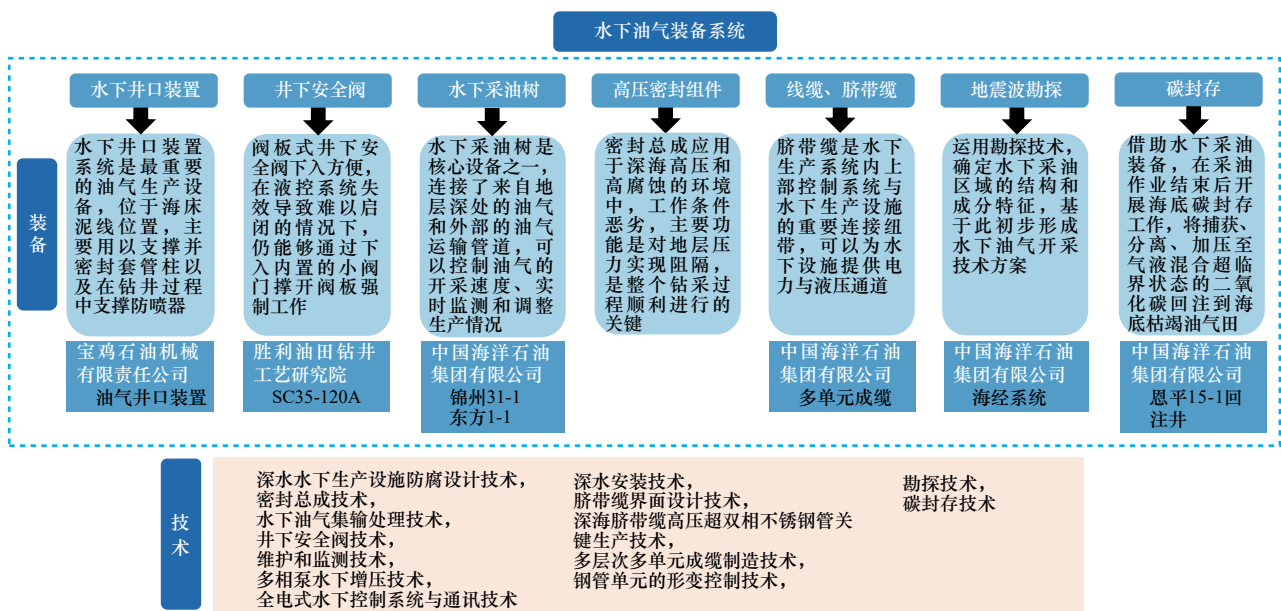 水下油气装备系统
装备
水下井口装置
水下井口装置
系统是最重要
的油气生产设
备，位于海床
泥线位置，主
要用以支撑并
密封套管柱以
及在钻井过程
中支撑防喷器
宝鸡石油机械
有限责任公司
油气井口装置
井下安全阀
阀板式井下安
全阀下入方便，
在液控系统失
效导致难以启
闭的情况下，
仍能够通过下
入内置的小阀
门撑开阀板强
制工作
胜利油田钻井
工艺研究院
SC35-120A
水下采油树
水下采油树是
核心设备之一，
连接了来自地
层深处的油气
和外部的油气
运输管道，可
以控制油气的
开采速度、实
时监测和调整
生产情况
中国海洋石油
集团有限公司
锦州31-1
东方1-1
高压密封组件
密封总成应用
于深海高压和
高腐蚀的环境
中，工作条件
恶劣，主要功
能是对地层压
力实现阻隔，
是整个钻采过
程顺利进行的
关键
线缆、脐带缆
脐带缆是水下
生产系统内上
部控制系统与
水下生产设施
的重要连接纽
带，可以为水
下设施提供电
力与液压通道
中国海洋石油
集团有限公司
多单元成缆
地震波勘探
运用勘探技术，
确定水下采油
区域的结构和
成分特征，基
于此初步形成
水下油气开采
技术方案
中国海洋石油
集团有限公司
海经系统
碳封存
借助水下采油
装备，在采油
作业结束后开
展海底碳封存
工作，将捕获、
分离、加压至
气液混合超临
界状态的二氧
化碳回注到海
底枯竭油气田
中国海洋石油
集团有限公司
恩平15-1回
注井
技术
深水水下生产设施防腐设计技术，
密封总成技术，
水下油气集输处理技术，
井下安全阀技术，
维护和监测技术，
多相泵水下增压技术，
全电式水下控制系统与通讯技术
深水安装技术，
脐带缆界面设计技术，
深海脐带缆高压超双相不锈钢管关
键生产技术，
多层次多单元成缆制造技术，
钢管单元的形变控制技术，
勘探技术，
碳封存技术